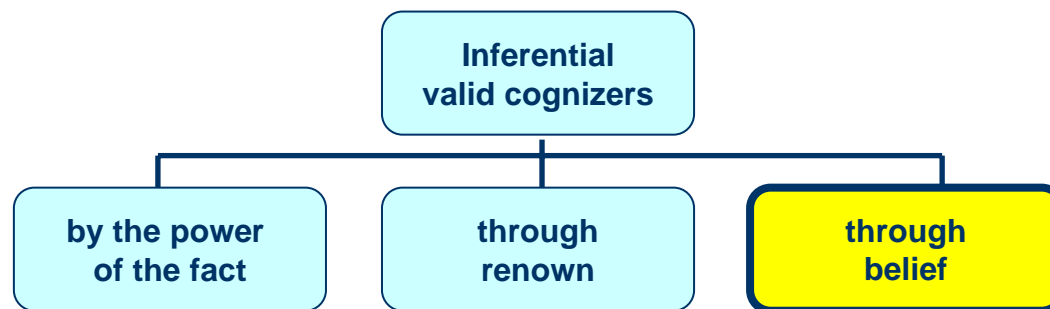 Inferential
valid cognizers
by the power
of the fact
through
renown
through
belief